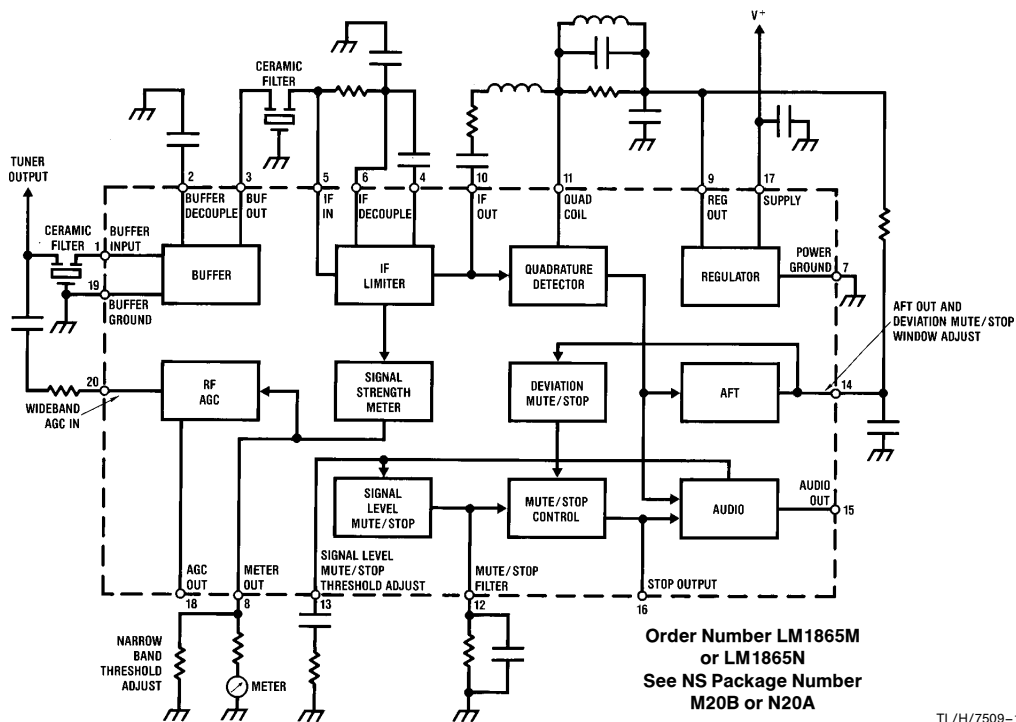 V+
CERAMIC
FILTER
TUNER
OUTPUT
2
3
5
6
4
10
11
9
17
BUFFER
DECOUPLE
BUF
OUT
IF
IN
IF
DECOUPLE
IF
OUT
QUAD
COIL
REG
OUT
SUPPLY
CERAMIC
FILTER
1
BUFFER
INPUT
BUFFER
IF
LIMITER
QUADRATURE
DETECTOR
REGULATOR
POWER
GROUND
7
19
BUFFER
GROUND
AFT OUT AND
DEVIATION MUTE/STOP
WINDOW ADJUST
20
WIDEBAND
AGC IN
RF
AGC
SIGNAL
STRENGTH
METER
DEVIATION
MUTE/STOP
AFT
14
SIGNAL
LEVEL
MUTE/STOP
MUTE/STOP
CONTROL
AUDIO
AUDIO
OUT
15
AGC
OUT
METER
OUT
SIGNAL LEVEL
MUTE/STOP
THRESHOLD ADJUST
MUTE/STOP
FILTER
STOP OUTPUT
18
8
13
12
16
NARROW
BAND
THRESHOLD
ADJUST
METER
Order Number LM1865M
or LM1865N
See NS Package Number
M20B or N20A